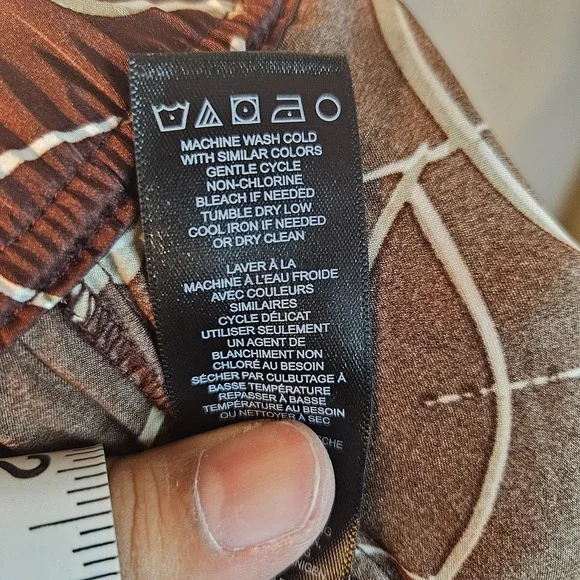 MACHINE WASH COLD
WITH SIMILAR COLORS
GENTLE CYCLE
NON-CHLORINE
BLEACH IF NEEDED
TUMBLE DRY LOW
COOL IRON IF NEEDED
OR DRY CLEAN
LAVER À LA
MACHINE À L'EAU FROIDE
AVEC COULEURS
SIMILAIRES
CYCLE DÉLICAT
UTILISER SEULEMENT
UN AGENT DE
BLANCHIMENT NON
CHLORÉ AU BESOIN
SÉCHER PAR CULBUTAGE À
BASSE TEMPÉRATURE
REPASSER À BASSE
TEMPÉRATURE AU BESOIN
OU NETTOYER À SEC
2